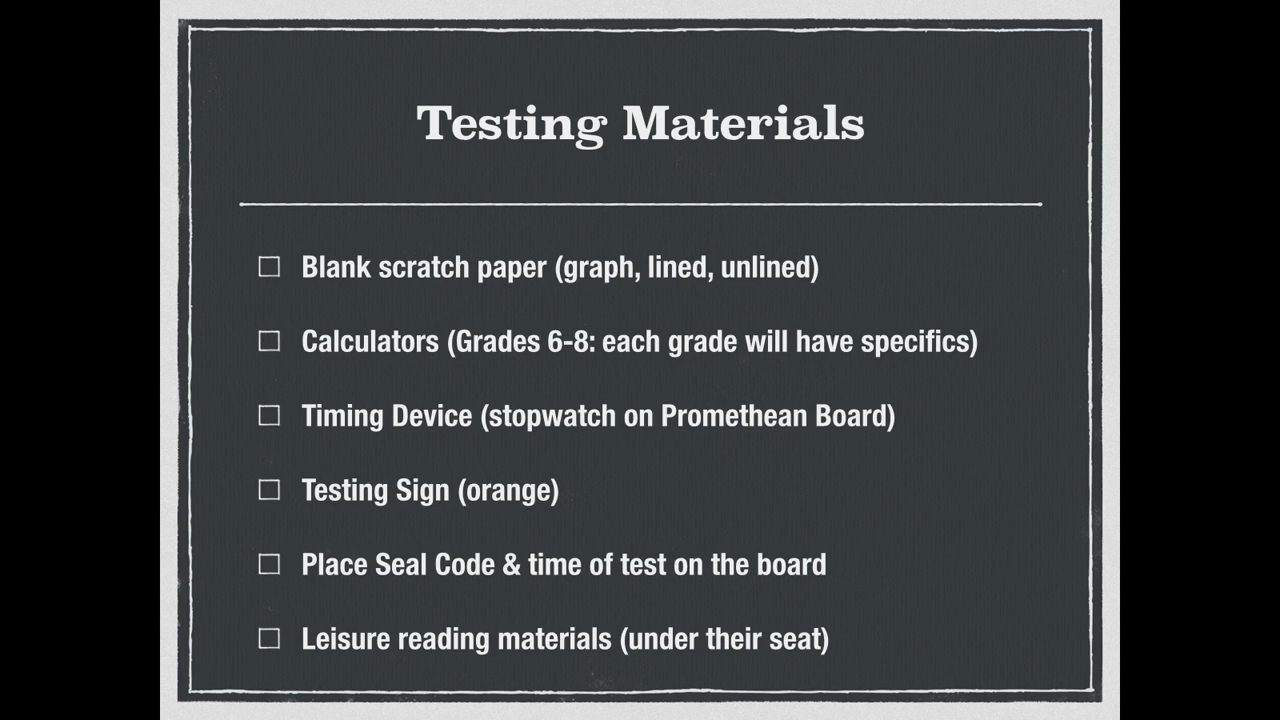 Testing Materials
Blank scratch paper (graph, lined, unlined)
Calculators (Grades 6-8: each grade will have specifics)
Timing Device (stopwatch on Promethean Board)
Testing Sign (orange)
Place Seal Code & time of test on the board
Leisure reading materials (under their seat)